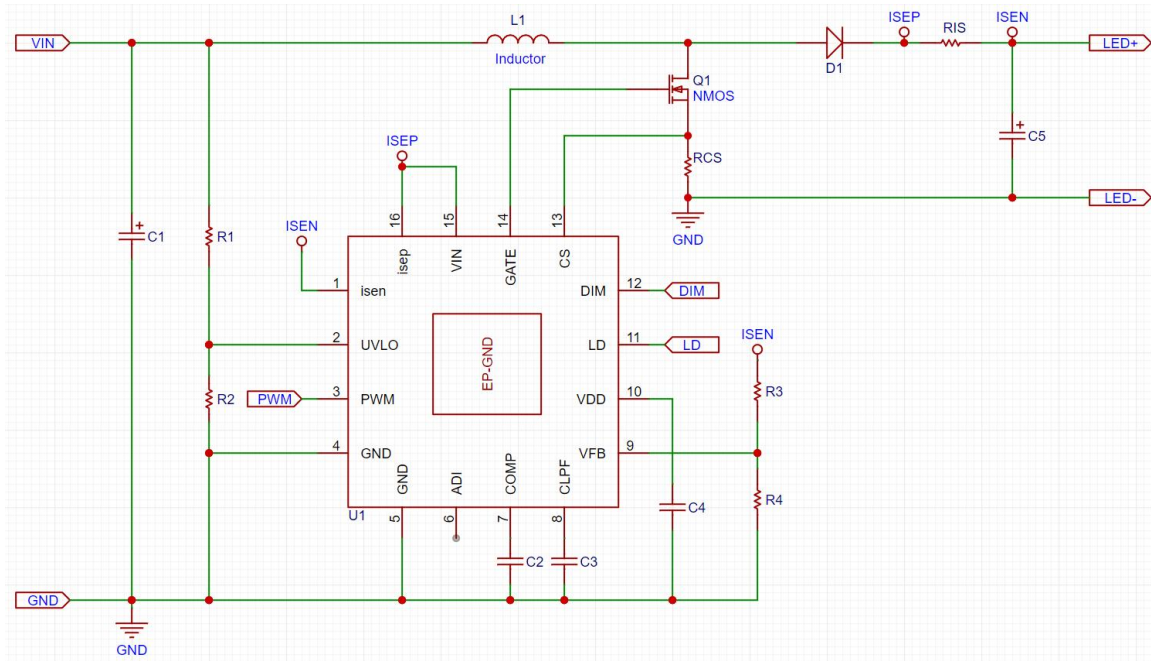 L1
ISEP
RIS
ISEN
VIN
LED+
Inductor
D1
Q1
NMOS
ISEP
C5
RCS
LED-
16
15
14
13
GND
ISEN
C1
R1
isep
VIN
GATE
CS
1
isen
DIM
12
DIM
2
UVLO
LD
11
LD
ISEN
EP-GND
R2
PWM
3
PWM
VDD
10
R3
4
GND
VFB
9
GND
ADI
COMP
CLPF
R4
U1
5
6
7
8
C4
C2
C3
GND
GND